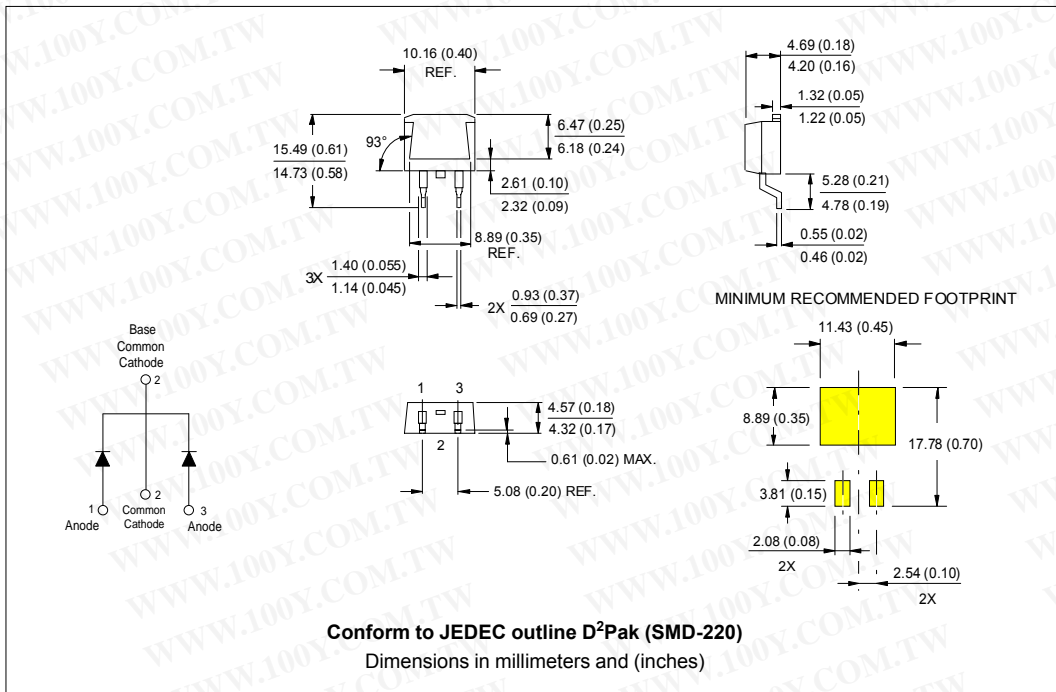 10.16 (0.40)
REF.
15.49 (0.61)
14.73 (0.58)
93°
6.47 (0.25)
6.18 (0.24)
2.61 (0.10)
2.32 (0.09)
8.89 (0.35)
REF.
3X
1.40 (0.055)
1.14 (0.045)
2X
0.93 (0.37)
0.69 (0.27)
4.69 (0.18)
4.20 (0.16)
1.32 (0.05)
1.22 (0.05)
5.28 (0.21)
4.78 (0.19)
0.55 (0.02)
0.46 (0.02)
MINIMUM RECOMMENDED FOOTPRINT
11.43 (0.45)
8.89 (0.35)
17.78 (0.70)
3.81 (0.15)
2.08 (0.08)
2X
2.54 (0.10)
2X
Base
Common
Cathode
2
1
Anode
2
Common
Cathode
3
Anode
1 3
2
4.57 (0.18)
4.32 (0.17)
0.61 (0.02) MAX.
5.08 (0.20) REF.
Conform to JEDEC outline D²Pak (SMD-220)
Dimensions in millimeters and (inches)
WWW.100Y.COM.TW